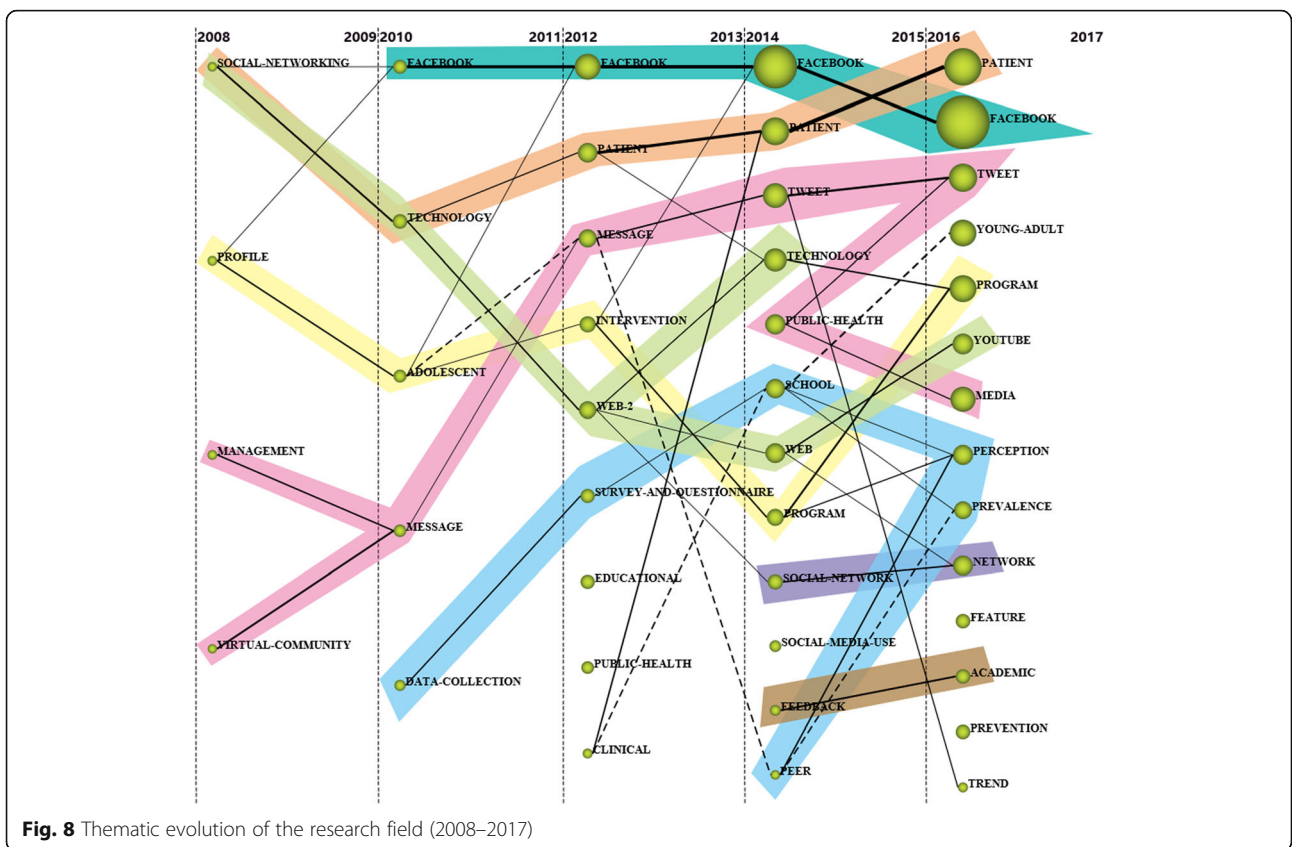 2008 2009 2010 2011 2012 2013 2014 2015 2016 2017
SOCIAL-NETWORKING FACEBOOK FACEBOOK FACEBOOK PATIENT
FACEBOOK
PATIENT PATIENT
TWEET TWEET
TECHNOLOGY
MESSAGE YOUNG-ADULT
PROFILE TECHNOLOGY PROGRAM
INTERVENTION PUBLIC-HEALTH YOUTUBE
ADOLESCENT SCHOOL MEDIA
WEB-2
MANAGEMENT WEB PERCEPTION
SURVEY-AND-QUESTIONNAIRE PREVALENCE
MESSAGE PROGRAM
NETWORK
EDUCATIONAL SOCIAL-NETWORK
FEATURE
VIRTUAL-COMMUNITY SOCIAL-MEDIA-USE
PUBLIC-HEALTH ACADEMIC
DATA-COLLECTION
FEEDBACK PREVENTION
CLINICAL
PEER TREND
Fig. 8 Thematic evolution of the research field (2008–2017)